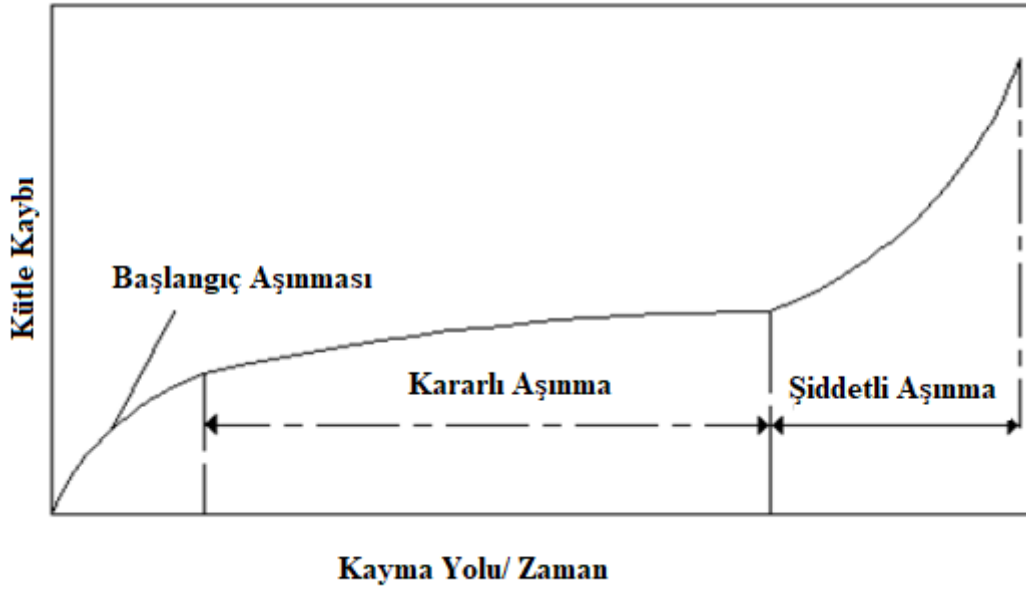 Kütle Kaybı
Başlangıç Aşınması
Kararlı Aşınma
Şiddetli Aşınma
Kayma Yolu/ Zaman